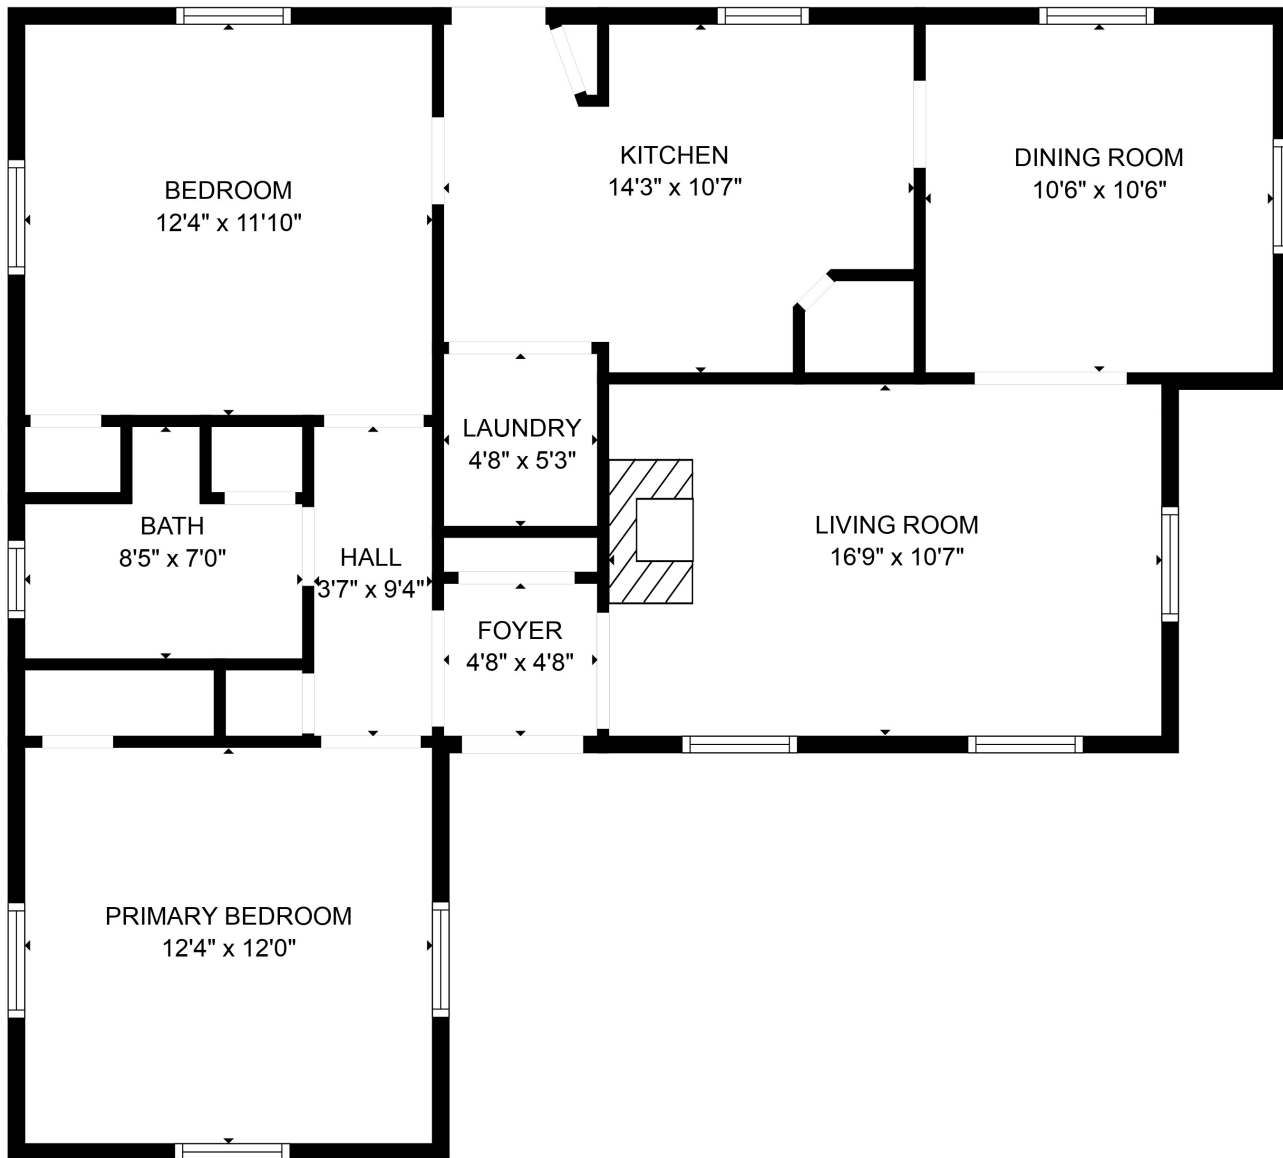 KITCHEN
14'3" x 10'7"
DINING ROOM
10'6" x 10'6"
BEDROOM
12'4" x 11'10"
LAUNDRY
4'8" x 5'3"
BATH
8'5" x 7'0"
HALL
3'7" x 9'4"
LIVING ROOM
16'9" x 10'7"
FOYER
4'8" x 4'8"
PRIMARY BEDROOM
12'4" x 12'0"